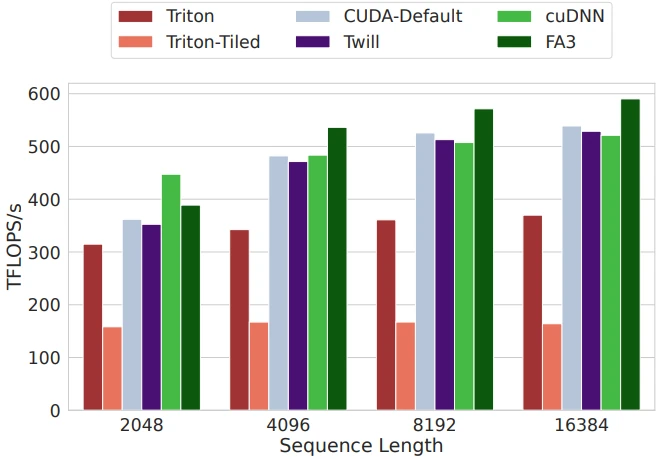 Triton CUDA-Default cuDNN
Triton-Tiled Twill FA3
600
500
400
300
200
100
0
TFLOPS/s
2048 4096 8192 16384
Sequence Length